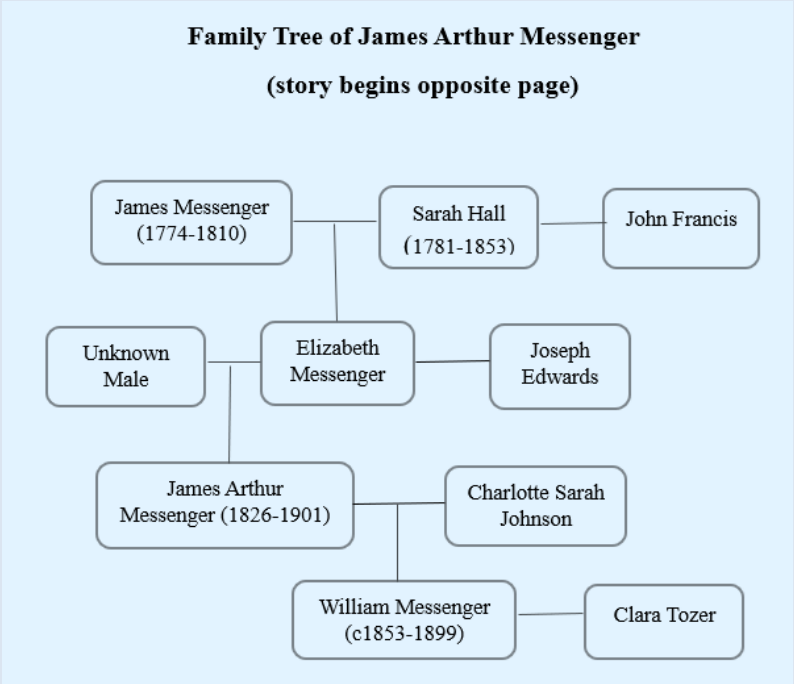 Family Tree of James Arthur Messenger
(story begins opposite page)
James Messenger
(1774-1810)
Sarah Hall
(1781-1853)
John Francis
Unknown
Male
Elizabeth
Messenger
Joseph
Edwards
James Arthur
Messenger (1826-1901)
Charlotte Sarah
Johnson
William Messenger
(c1853-1899)
Clara Tozer